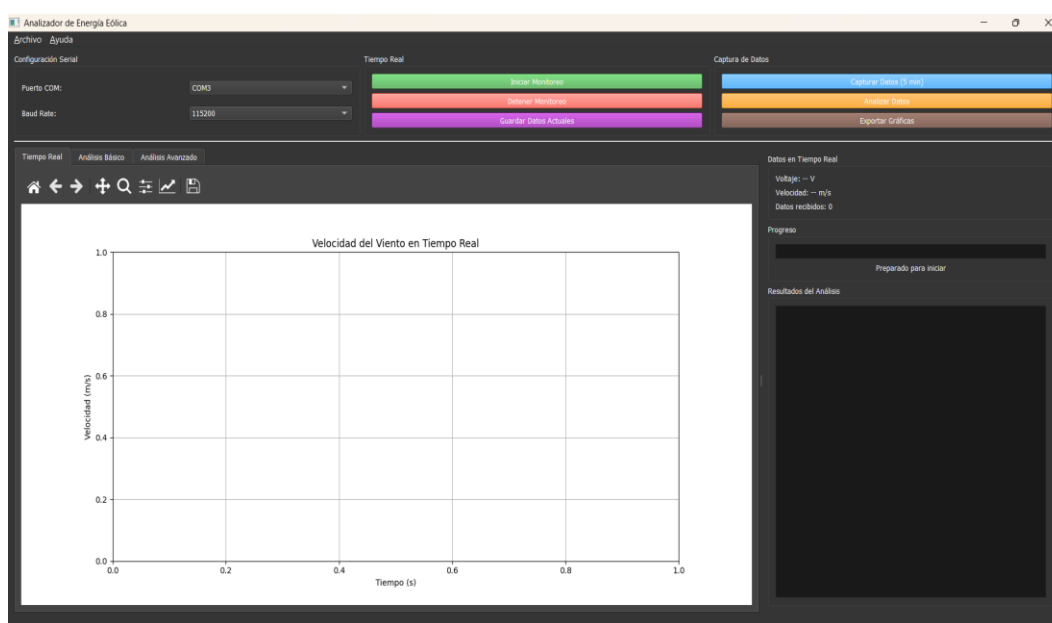 Analizador de Energía Eólica
Archivo Ayuda
Configuración Serial
Puerto COM: COM3
Baud Rate: 115200
Tiempo Real
Iniciar Monitoreo
Detener Monitoreo
Guardar Datos Actuales
Captura de Datos
Capturar Datos (5 min)
Analizar Datos
Exportar Gráficas
Tiempo Real Análisis Básico Análisis Avanzado
Velocidad del Viento en Tiempo Real
1.0
0.8
0.6
0.4
0.2
0.0
Velocidad (m/s)
0.0 0.2 0.4 0.6 0.8 1.0
Tiempo (s)
Datos en Tiempo Real
Voltaje: -- V
Velocidad: -- m/s
Datos recibidos: 0
Progreso
Preparado para iniciar
Resultados del Análisis